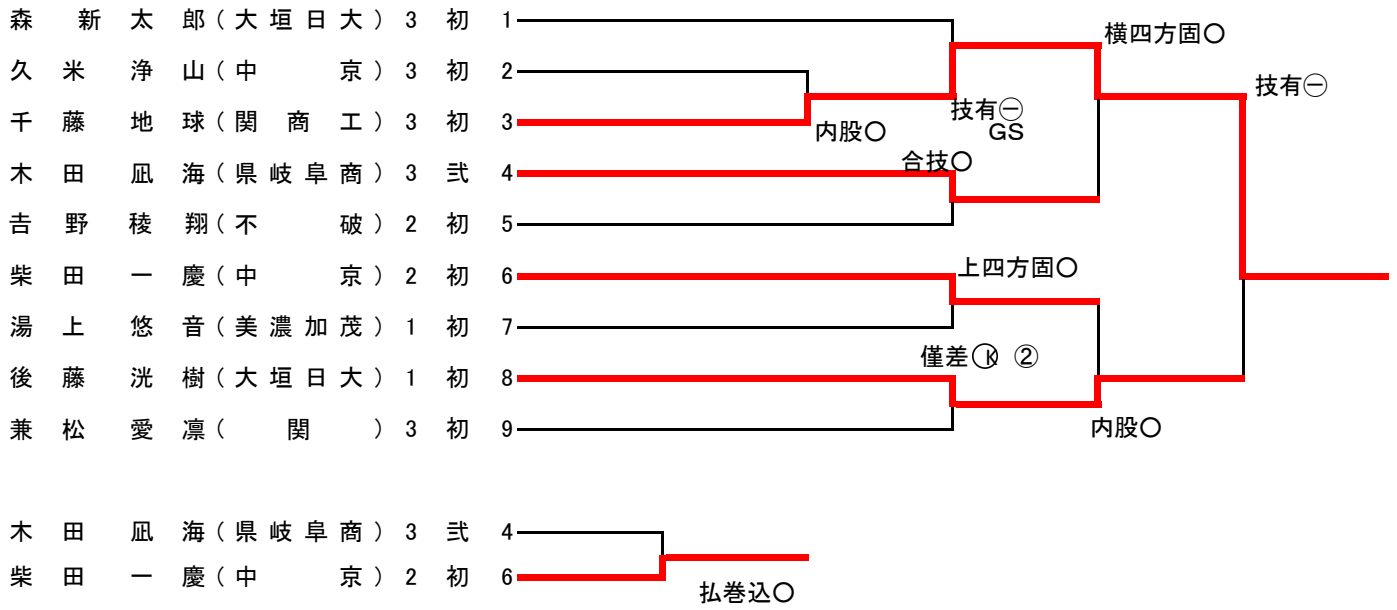 森新太郎(大垣日大)3 初 1
横四方固〇
久米浄山(中京)3 初 2
技有㊀
千藤地球(関商工)3 初 3
内股〇
技有㊀
GS
合技〇
木田凪海(県岐阜商)3 弐 4
吉野稜翔(不破)2 初 5
柴田一慶(中京)2 初 6
上四方固〇
湯上悠音(美濃加茂)1 初 7
僅差Ⓚ ②
後藤洸樹(大垣日大)1 初 8
兼松愛凛(関)3 初 9
内股〇
木田凪海(県岐阜商)3 弐 4
柴田一慶(中京)2 初 6
払巻込〇